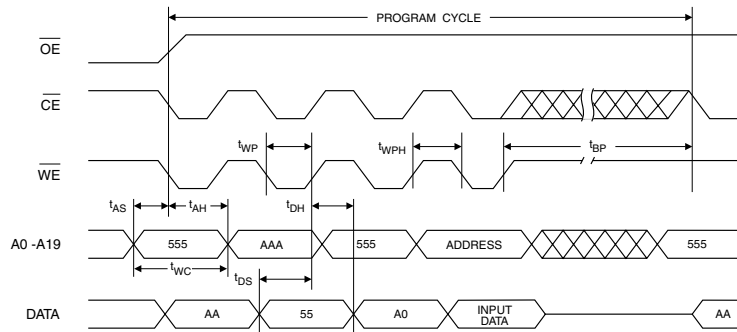 PROGRAM CYCLE
OE
CE
tWP
tWPH
tBP
WE
tAS
tAH
tDH
A0 -A19
555
AAA
555
ADDRESS
555
tWC
tDS
DATA
AA
55
A0
INPUT
DATA
AA